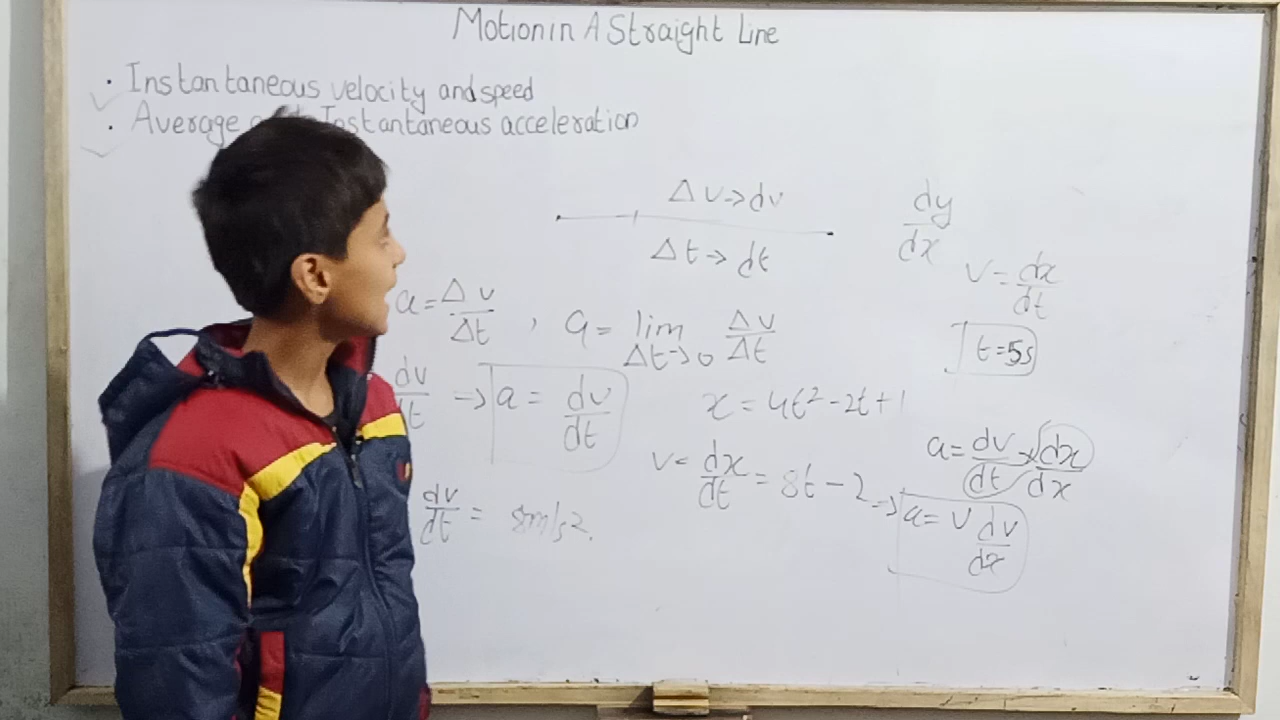 Motion in A Straight Line
· Instantaneous velocity and speed
· Average Instantaneous acceleration
Δv→dv
Δt→dt
dy/dx
v = dx/dt
t=5s
a = Δv/Δt , a = lim Δt→0 Δv/Δt
dv/dt → a = dv/dt
x = 4t² - 2t + 1
v = dx/dt = 8t - 2
a = dv/dt × dx/dx
→ a = v dv/dx
dv/dt = 8m/s².